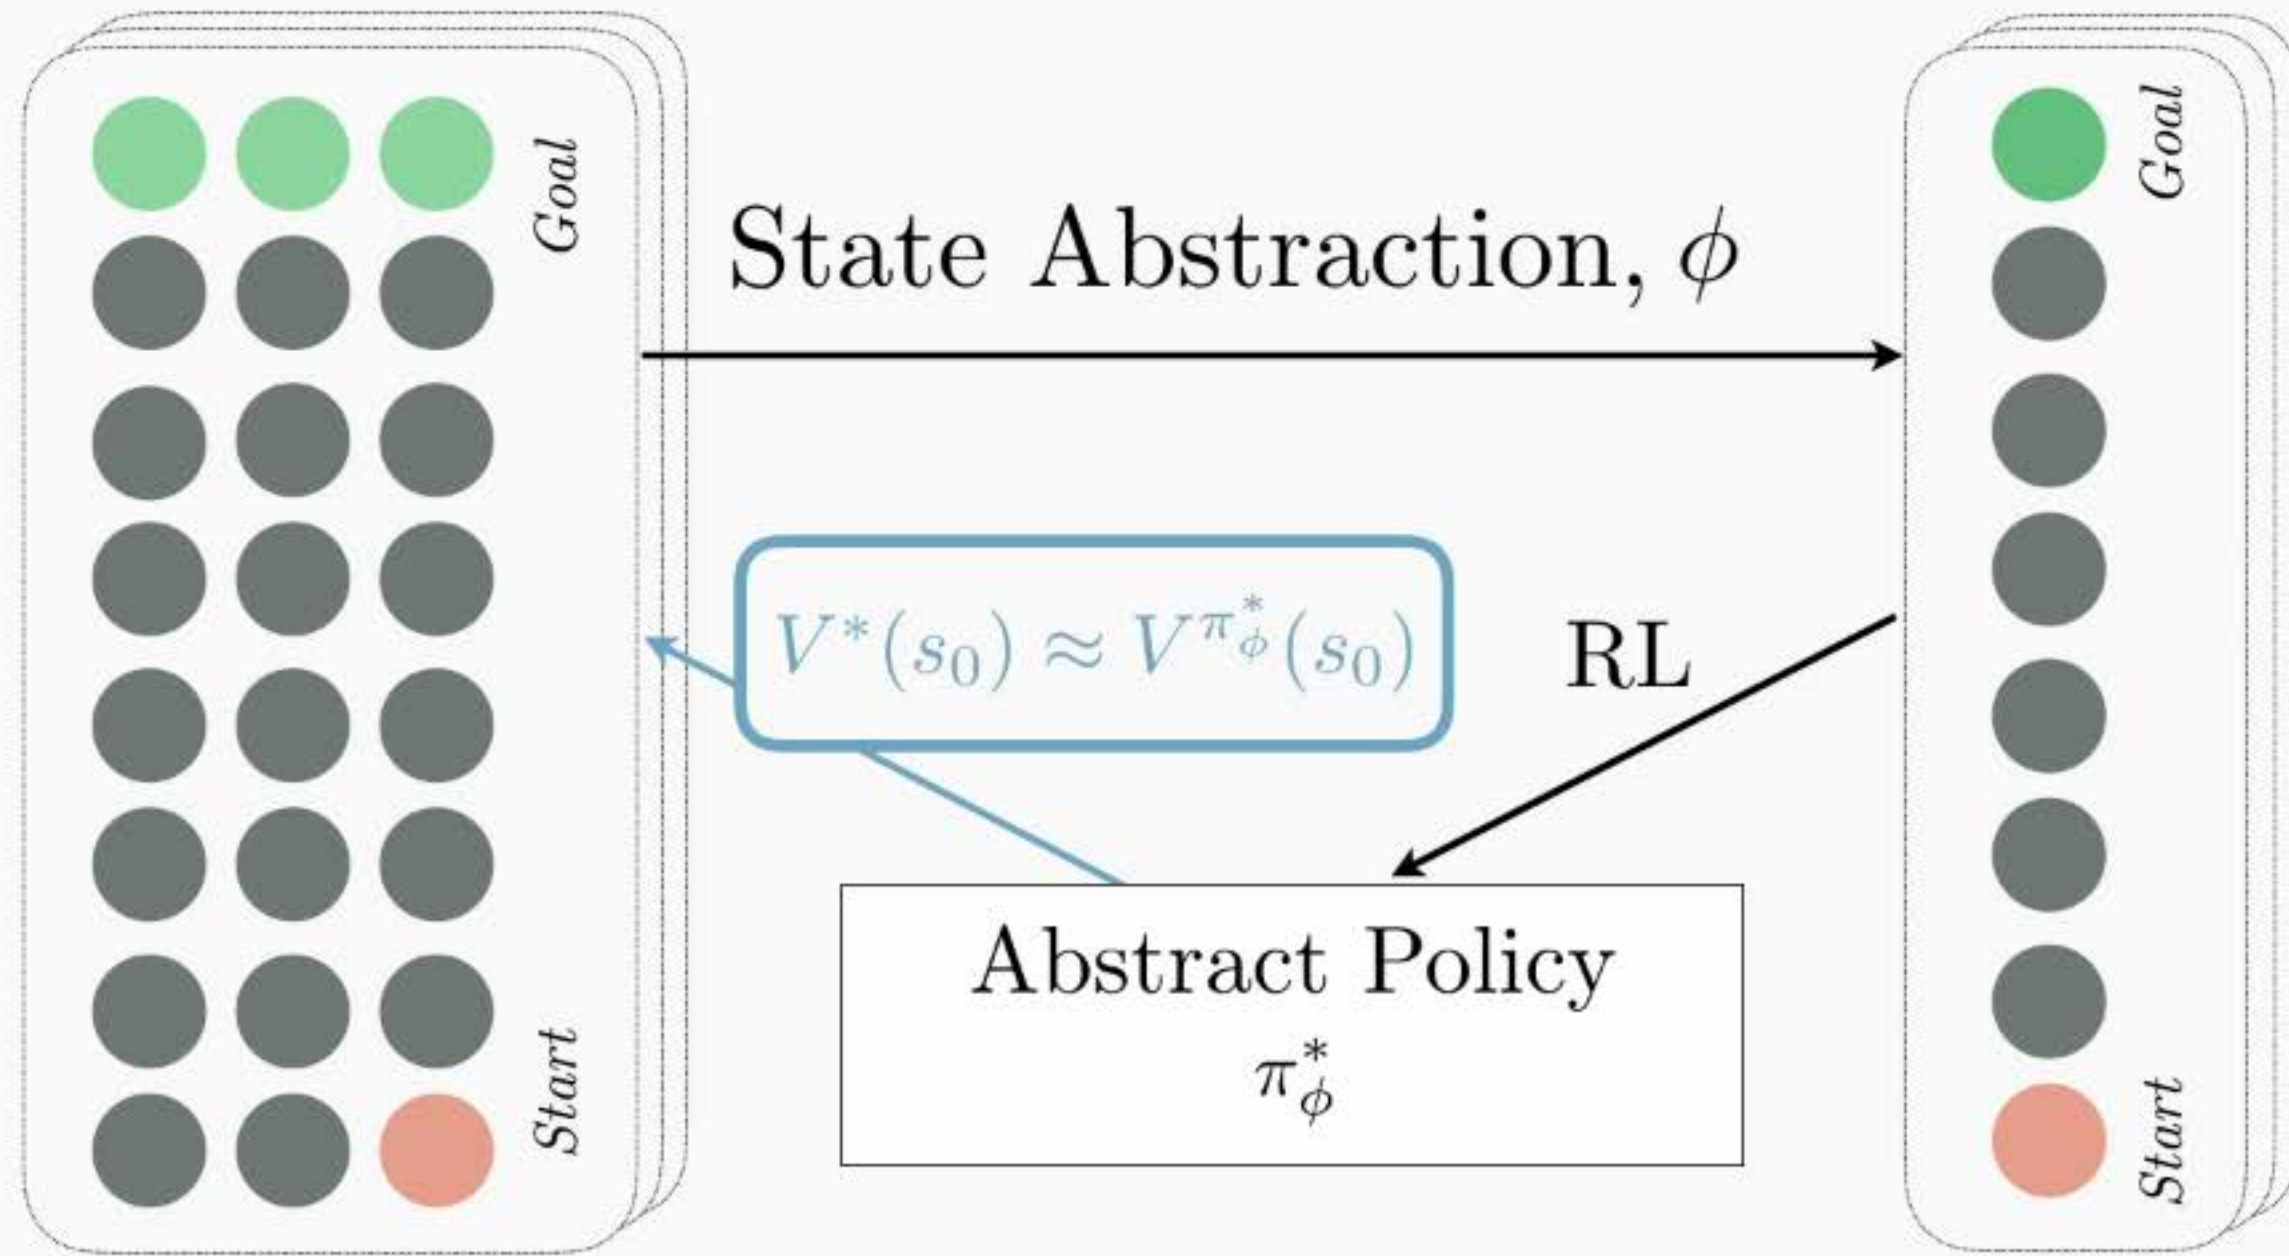 Goal
Start
State Abstraction, ϕ
V*(s₀) ≈ V^{π*_ϕ}(s₀)
RL
Abstract Policy
π*_ϕ
Goal
Start